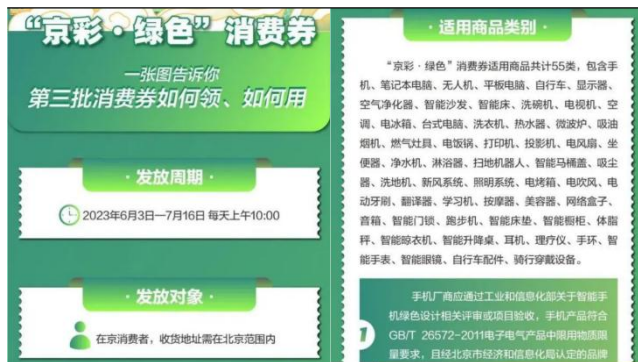 “京彩·绿色”消费券
一张图告诉你
第三批消费券如何领、如何用
·发放周期·
2023年6月3日—7月16日 每天上午10:00
·发放对象·
在京消费者，收货地址需在北京范围内
·适用商品类别·
“京彩·绿色”消费券适用商品共计55类，包含手
机、笔记本电脑、无人机、平板电脑、自行车、显示器、
空气净化器、智能沙发、智能床、洗碗机、电视机、空
调、电冰箱、台式电脑、洗衣机、热水器、微波炉、吸油
烟机、燃气灶具、电饭锅、打印机、投影机、电风扇、坐
便器、净水机、淋浴器、扫地机器人、智能马桶盖、吸尘
器、洗地机、新风系统、照明系统、电烤箱、电吹风、电
动牙刷、翻译器、学习机、按摩器、美容器、网络盒子、
音箱、智能门锁、跑步机、智能床垫、智能橱柜、体脂
秤、智能晾衣机、智能升降桌、耳机、理疗仪、手环、智
能手表、智能眼镜、自行车配件、骑行穿戴设备。
1
手机厂商应通过工业和信息化部关于智能手
机绿色设计相关评审或项目验收，手机产品符合
GB/T 26572-2011电子电气产品中限用物质限
量要求，且经北京市经济和信息化局认定的品牌